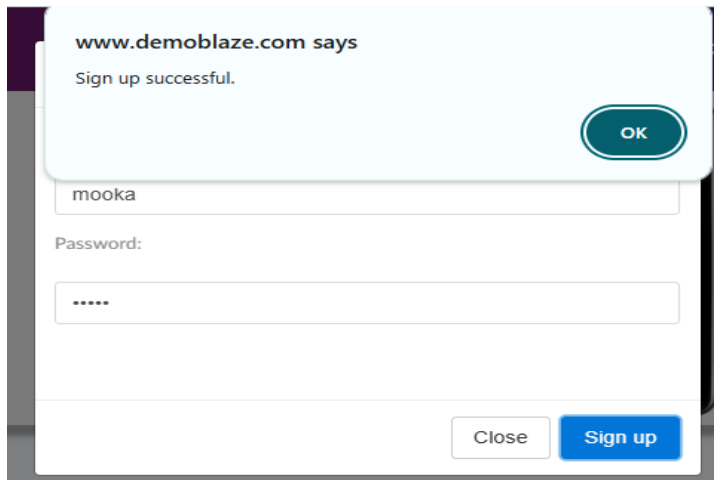 www.demoblaze.com says
Sign up successful.
OK
mooka
Password:
•••••
Close
Sign up